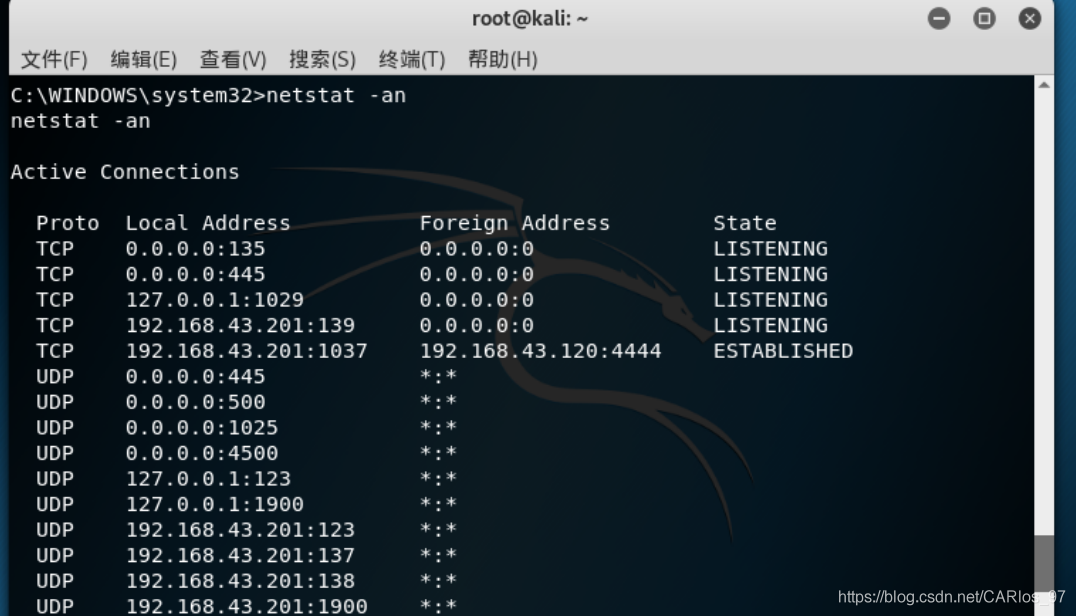 root@kali: ~
文件(F) 编辑(E) 查看(V) 搜索(S) 终端(T) 帮助(H)
C:\WINDOWS\system32>netstat -an
netstat -an
Active Connections
Proto Local Address Foreign Address State
TCP 0.0.0.0:135 0.0.0.0:0 LISTENING
TCP 0.0.0.0:445 0.0.0.0:0 LISTENING
TCP 127.0.0.1:1029 0.0.0.0:0 LISTENING
TCP 192.168.43.201:139 0.0.0.0:0 LISTENING
TCP 192.168.43.201:1037 192.168.43.120:4444 ESTABLISHED
UDP 0.0.0.0:445 *:*
UDP 0.0.0.0:500 *:*
UDP 0.0.0.0:1025 *:*
UDP 0.0.0.0:4500 *:*
UDP 127.0.0.1:123 *:*
UDP 127.0.0.1:1900 *:*
UDP 192.168.43.201:123 *:*
UDP 192.168.43.201:137 *:*
UDP 192.168.43.201:138 *:*
UDP 192.168.43.201:1900 *:*
https://blog.csdn.net/CARlos_97